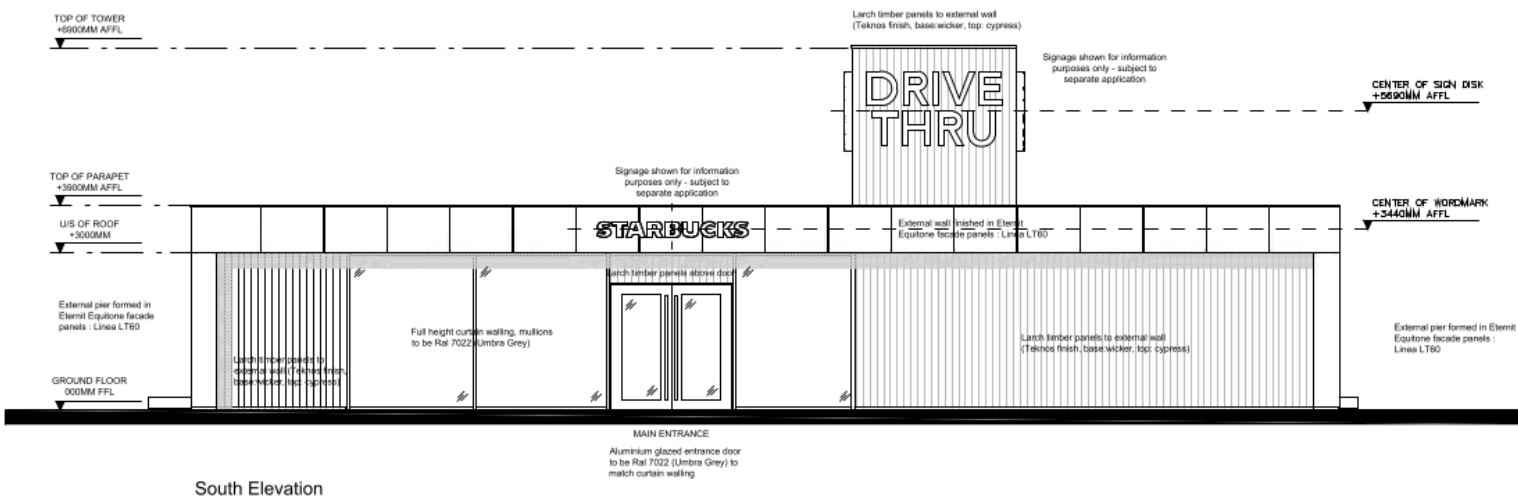 TOP OF TOWER
+6900MM AFFL
Larch timber panels to external wall
(Teknos finish, base:wicker, top: cypress)
Signage shown for information
purposes only - subject to
separate application
DRIVE
THRU
CENTER OF SIGN DISK
+5690MM AFFL
TOP OF PARAPET
+3900MM AFFL
Signage shown for information
purposes only - subject to
separate application
CENTER OF WORDMARK
+3440MM AFFL
U/S OF ROOF
+3000MM
STARBUCKS
External wall finished in Eternit
Equitone facade panels : Linea LT60
Larch timber panels above door
External pier formed in
Eternit Equitone facade
panels : Linea LT60
Full height curtain walling, mullions
to be Ral 7022 (Umbra Grey)
Larch timber panels to external wall
(Teknos finish, base:wicker, top: cypress)
External pier formed in Eternit
Equitone facade panels :
Linea LT60
Larch timber panels to
external wall (Teknos finish,
base:wicker, top: cypress)
GROUND FLOOR
000MM FFL
MAIN ENTRANCE
Aluminium glazed entrance door
to be Ral 7022 (Umbra Grey) to
match curtain walling
South Elevation